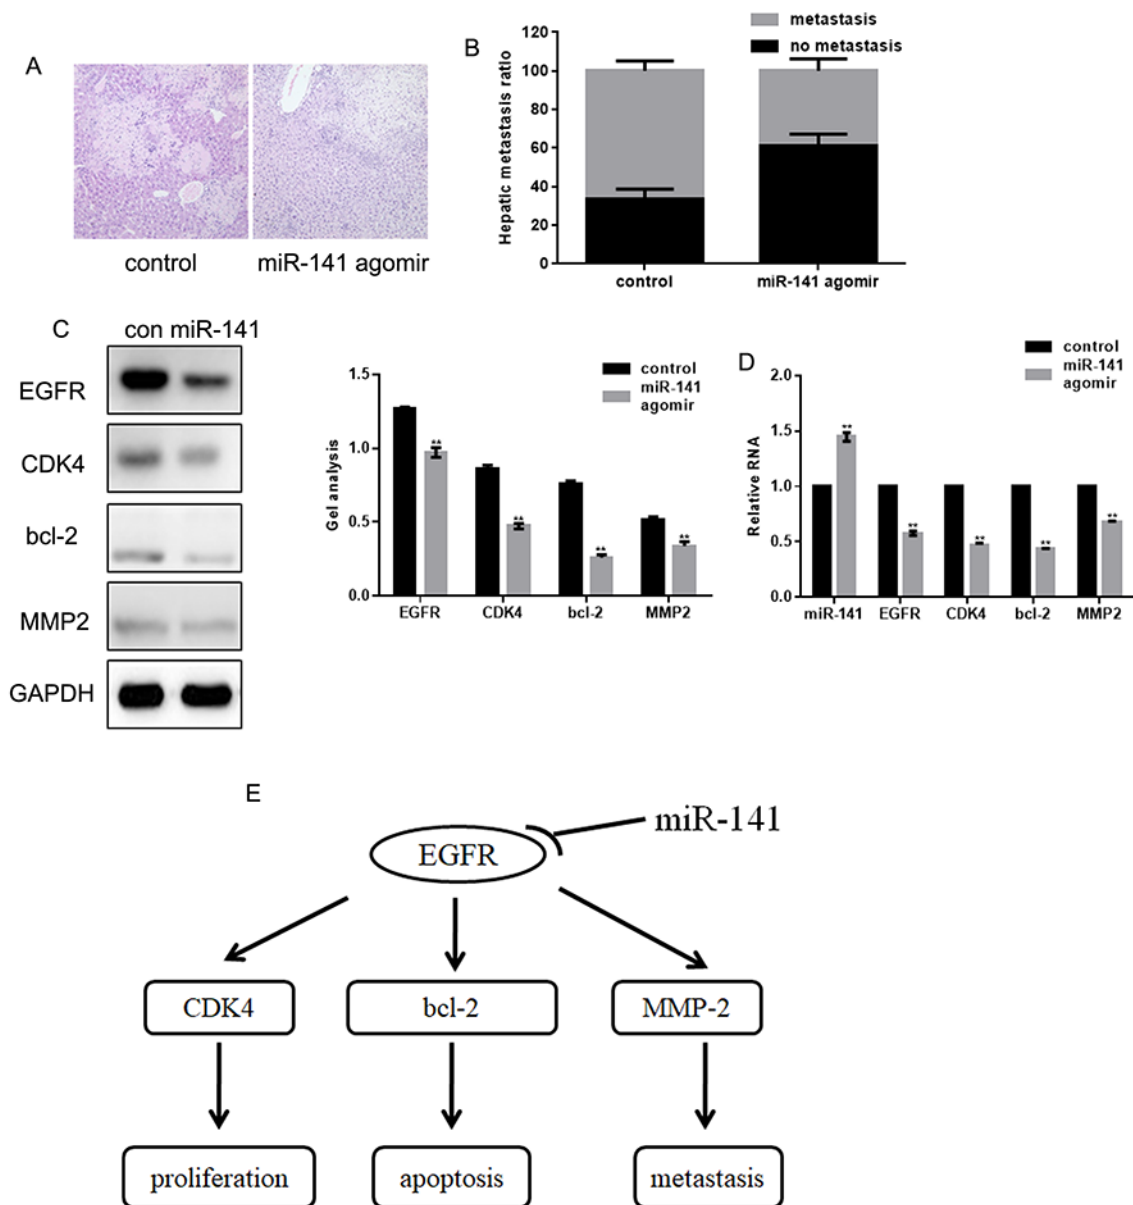 A
control
miR-141 agomir
B
metastasis
no metastasis
Hepatic metastasis ratio
120
100
80
60
40
20
0
control
miR-141 agomir
C
con miR-141
EGFR
CDK4
bcl-2
MMP2
GAPDH
control
miR-141
agomir
Gel analysis
1.5
1.0
0.5
0.0
**
**
**
**
EGFR
CDK4
bcl-2
MMP2
D
control
miR-141
agomir
Relative RNA
2.0
1.5
1.0
0.5
0.0
**
**
**
**
**
miR-141
EGFR
CDK4
bcl-2
MMP2
E
miR-141
EGFR
CDK4
bcl-2
MMP-2
proliferation
apoptosis
metastasis